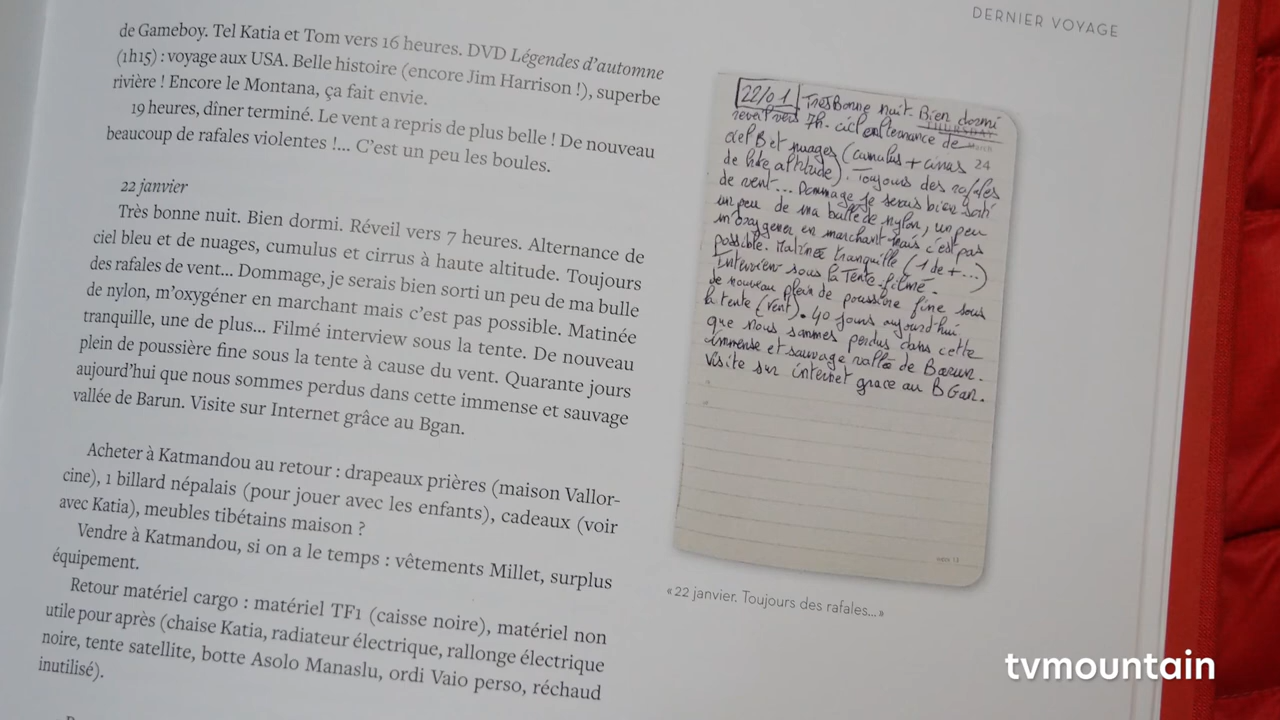 DERNIER VOYAGE
de Gameboy. Tel Katia et Tom vers 16 heures. DVD Légendes d’automne
(1h15) : voyage aux USA. Belle histoire (encore Jim Harrison !), superbe
rivière ! Encore le Montana, ça fait envie.
19 heures, dîner terminé. Le vent a repris de plus belle ! De nouveau
beaucoup de rafales violentes !... C’est un peu les boules.
22 janvier
Très bonne nuit. Bien dormi. Réveil vers 7 heures. Alternance de
ciel bleu et de nuages, cumulus et cirrus à haute altitude. Toujours
des rafales de vent... Dommage, je serais bien sorti un peu de ma bulle
de nylon, m’oxygéner en marchant mais c’est pas possible. Matinée
tranquille, une de plus... Filmé interview sous la tente. De nouveau
plein de poussière fine sous la tente à cause du vent. Quarante jours
aujourd’hui que nous sommes perdus dans cette immense et sauvage
vallée de Barun. Visite sur Internet grâce au Bgan.
Acheter à Katmandou au retour : drapeaux prières (maison Vallor-
cine), 1 billard népalais (pour jouer avec les enfants), cadeaux (voir
avec Katia), meubles tibétains maison ?
Vendre à Katmandou, si on a le temps : vêtements Millet, surplus
équipement.
Retour matériel cargo : matériel TF1 (caisse noire), matériel non
utile pour après (chaise Katia, radiateur électrique, rallonge électrique
noire, tente satellite, botte Asolo Manaslu, ordi Vaio perso, réchaud
inutilisé).
22/01 Tres Bonne nuit. Bien dormi
THURSDAY
reveil vers 7h. ciel alternance de
March
ciel B et nuages (cumulus + cirrus 24
de hte altitude). Toujours des rafales
de vent... Dommage je serais bien sorti
un peu de ma bulle de nylon, un peu
m'oxygener en marchant mais c'est pas
possible. Matinée tranquille (1 de +...)
Interview sous la Tente filmé.
de nouveau plein de poussière fine sous
la tente (vent). 40 jours aujourd'hui
que nous sommes perdus dans cette
immense et sauvage vallée de Barun.
visite sur internet grace au BGan.
« 22 janvier. Toujours des rafales... »
tvmountain